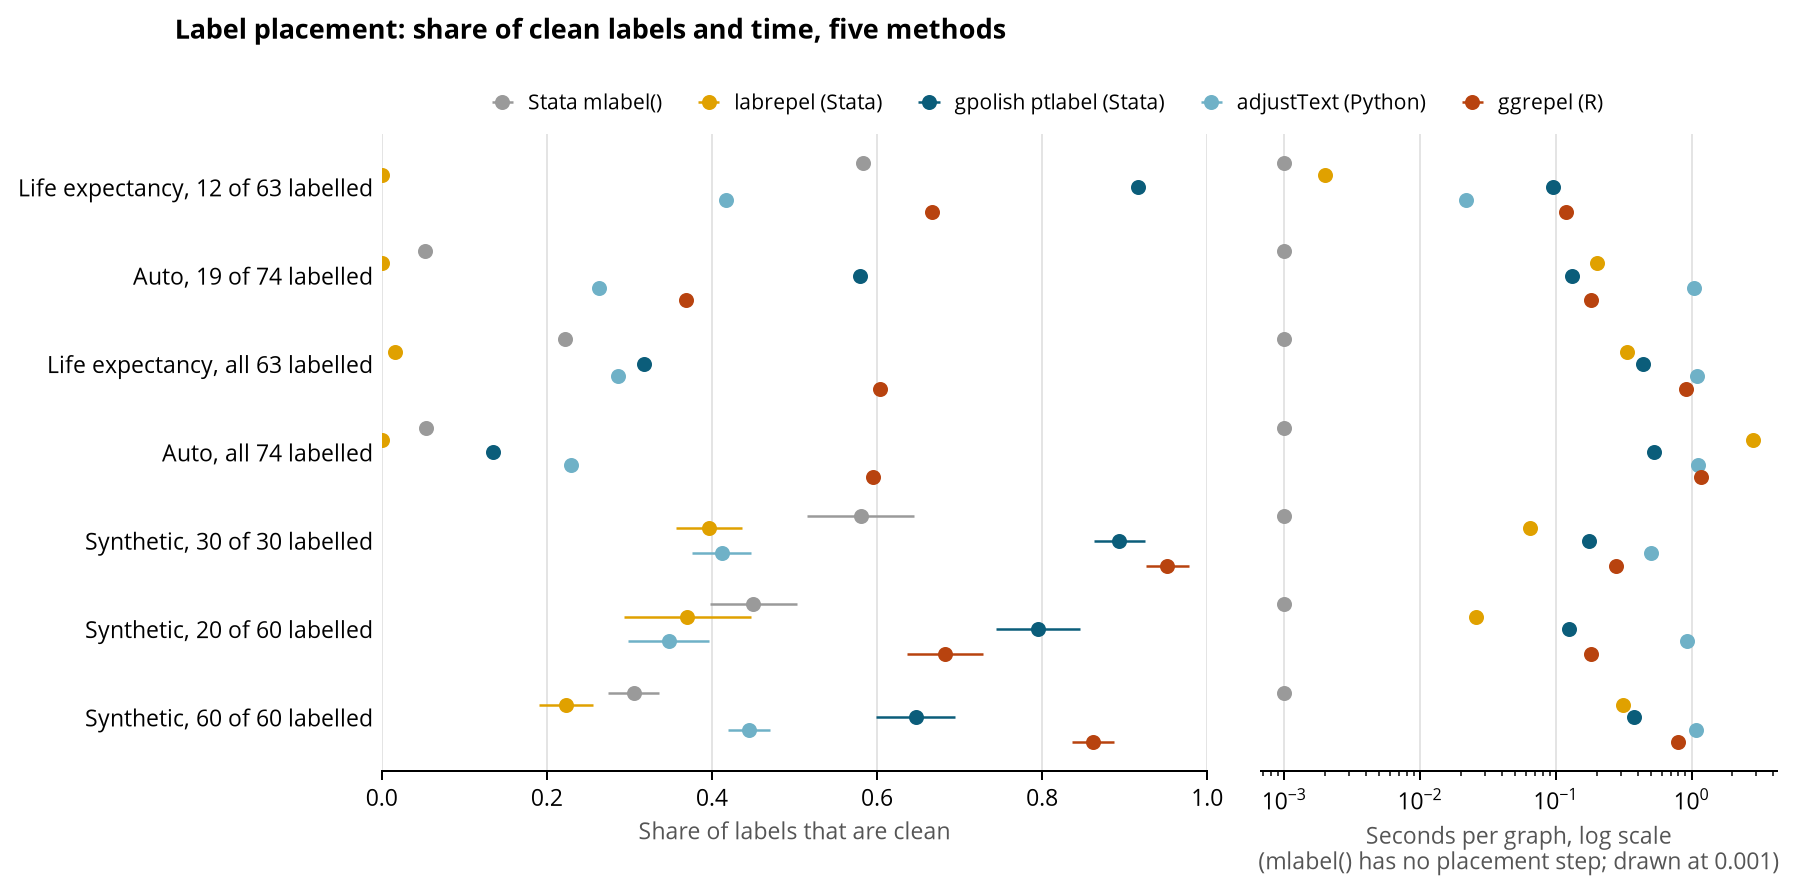 Label placement: share of clean labels and time, five methods
Stata mlabel() labrepel (Stata) gpolish ptlabel (Stata) adjustText (Python) ggrepel (R)
Life expectancy, 12 of 63 labelled
Auto, 19 of 74 labelled
Life expectancy, all 63 labelled
Auto, all 74 labelled
Synthetic, 30 of 30 labelled
Synthetic, 20 of 60 labelled
Synthetic, 60 of 60 labelled
0.0 0.2 0.4 0.6 0.8 1.0
Share of labels that are clean
10⁻³ 10⁻² 10⁻¹ 10⁰
Seconds per graph, log scale
(mlabel() has no placement step; drawn at 0.001)